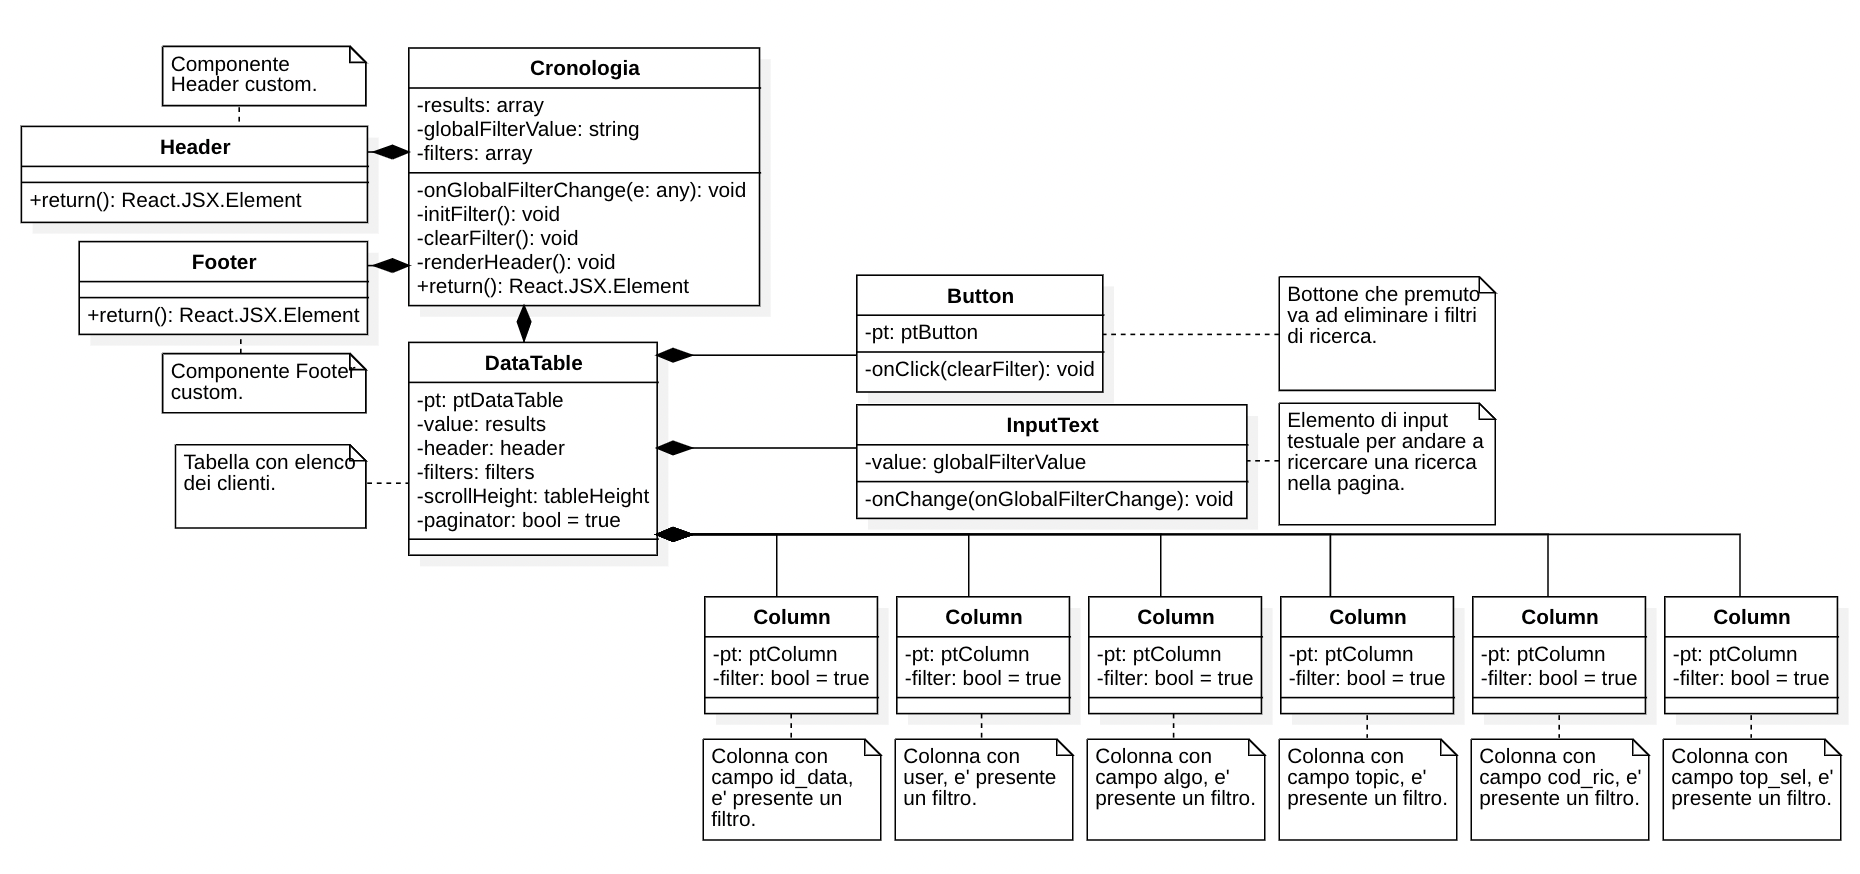 Componente
Header custom.
Cronologia
-results: array
-globalFilterValue: string
-filters: array
-onGlobalFilterChange(e: any): void
-initFilter(): void
-clearFilter(): void
-renderHeader(): void
+return(): React.JSX.Element
Header
+return(): React.JSX.Element
Footer
+return(): React.JSX.Element
Componente Footer
custom.
Tabella con elenco
dei clienti.
DataTable
-pt: ptDataTable
-value: results
-header: header
-filters: filters
-scrollHeight: tableHeight
-paginator: bool = true
Button
-pt: ptButton
-onClick(clearFilter): void
Bottone che premuto
va ad eliminare i filtri
di ricerca.
InputText
-value: globalFilterValue
-onChange(onGlobalFilterChange): void
Elemento di input
testuale per andare a
ricercare una ricerca
nella pagina.
Column
-pt: ptColumn
-filter: bool = true
Column
-pt: ptColumn
-filter: bool = true
Column
-pt: ptColumn
-filter: bool = true
Column
-pt: ptColumn
-filter: bool = true
Column
-pt: ptColumn
-filter: bool = true
Column
-pt: ptColumn
-filter: bool = true
Colonna con
campo id_data,
e' presente un
filtro.
Colonna con
user, e' presente
un filtro.
Colonna con
campo algo, e'
presente un filtro.
Colonna con
campo topic, e'
presente un filtro.
Colonna con
campo cod_ric, e'
presente un filtro.
Colonna con
campo top_sel, e'
presente un filtro.